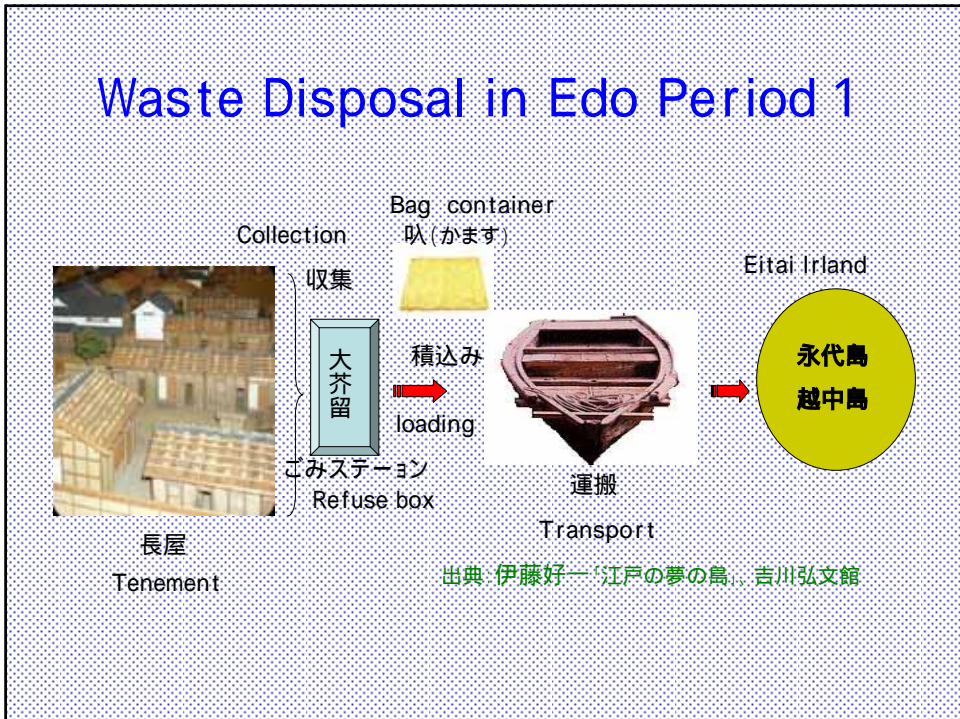 Waste Disposal in Edo Period 1
Bag container
Collection 叺(かます)
Eitai Irland
収集
大芥留
積込み
永代島
越中島
loading
ごみステーション
Refuse box
運搬
Transport
長屋
Tenement
出典:伊藤好一「江戸の夢の島」、吉川弘文館